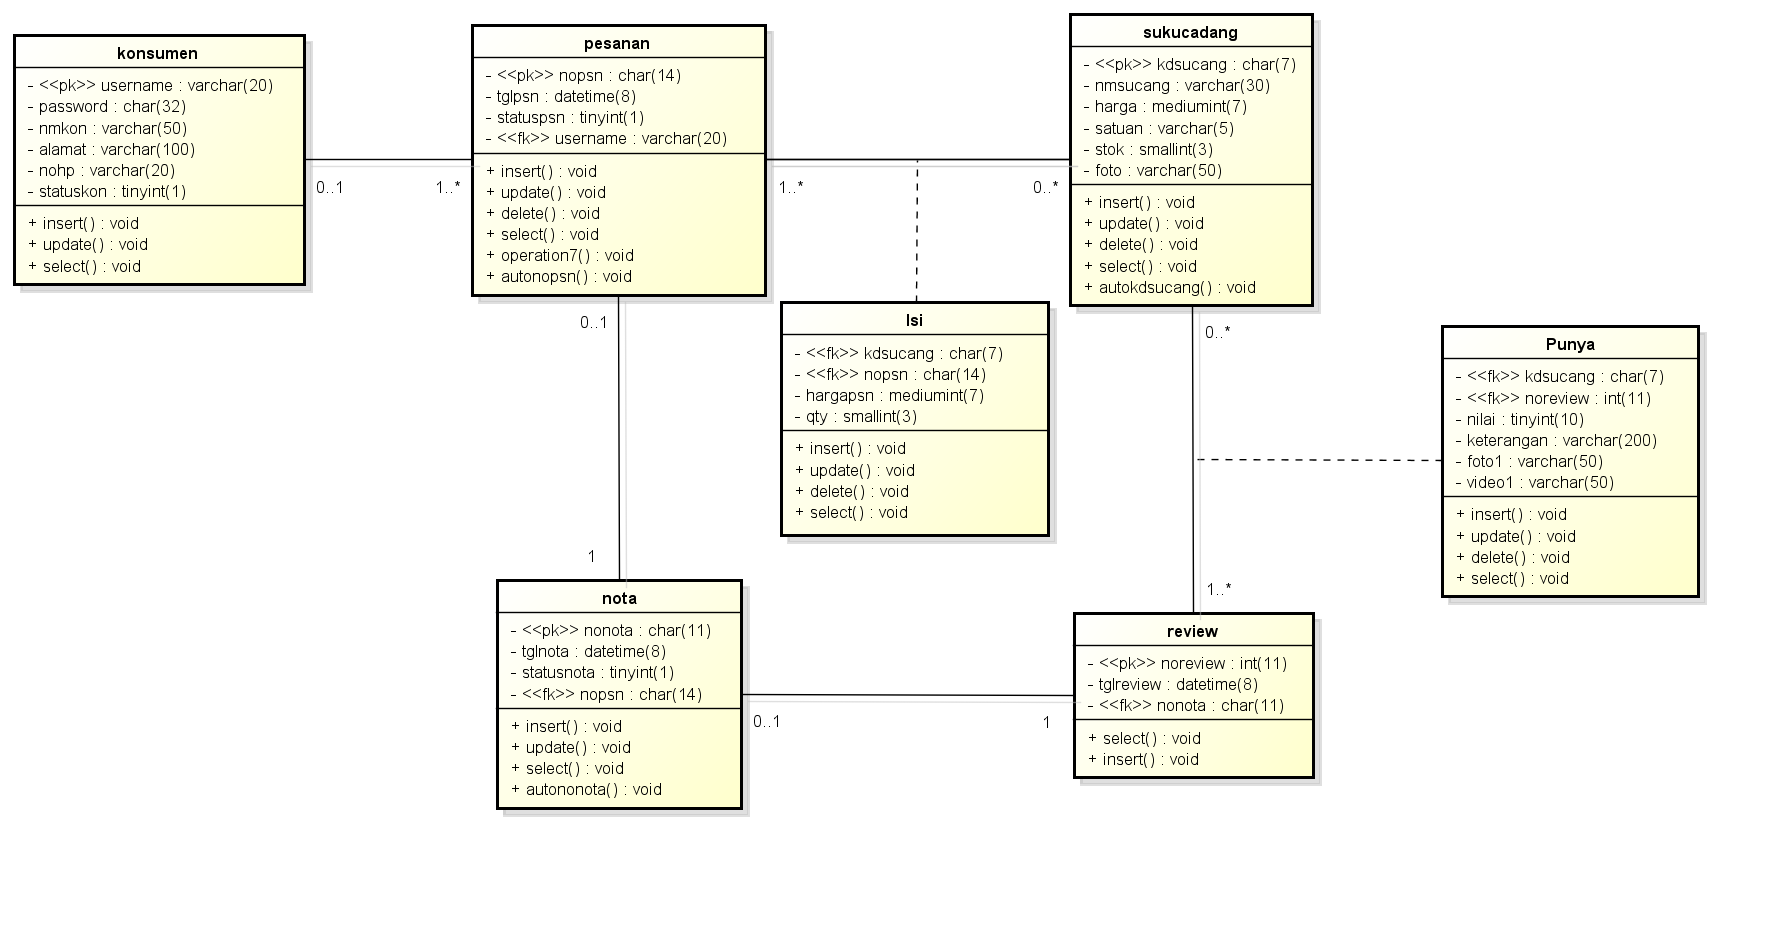 konsumen
- <<pk>> username : varchar(20)
- password : char(32)
- nmkon : varchar(50)
- alamat : varchar(100)
- nohp : varchar(20)
- statuskon : tinyint(1)
+ insert() : void
+ update() : void
+ select() : void
0..1
1..*
pesanan
- <<pk>> nopsn : char(14)
- tglpsn : datetime(8)
- statuspsn : tinyint(1)
- <<fk>> username : varchar(20)
+ insert() : void
+ update() : void
+ delete() : void
+ select() : void
+ operation7() : void
+ autonopsn() : void
1..*
0..*
sukucadang
- <<pk>> kdsucang : char(7)
- nmsucang : varchar(30)
- harga : mediumint(7)
- satuan : varchar(5)
- stok : smallint(3)
- foto : varchar(50)
+ insert() : void
+ update() : void
+ delete() : void
+ select() : void
+ autokdsucang() : void
0..1
1
Isi
- <<fk>> kdsucang : char(7)
- <<fk>> nopsn : char(14)
- hargapsn : mediumint(7)
- qty : smallint(3)
+ insert() : void
+ update() : void
+ delete() : void
+ select() : void
0..*
1..*
Punya
- <<fk>> kdsucang : char(7)
- <<fk>> noreview : int(11)
- nilai : tinyint(10)
- keterangan : varchar(200)
- foto1 : varchar(50)
- video1 : varchar(50)
+ insert() : void
+ update() : void
+ delete() : void
+ select() : void
nota
- <<pk>> nonota : char(11)
- tglnota : datetime(8)
- statusnota : tinyint(1)
- <<fk>> nopsn : char(14)
+ insert() : void
+ update() : void
+ select() : void
+ autononota() : void
0..1
1
review
- <<pk>> noreview : int(11)
- tglreview : datetime(8)
- <<fk>> nonota : char(11)
+ select() : void
+ insert() : void